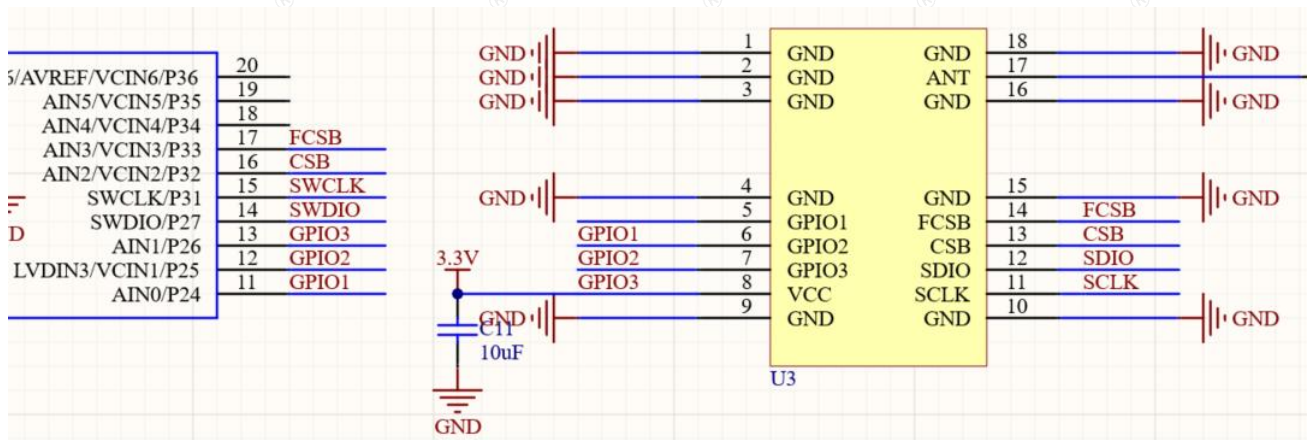 20
6/AVREF/VCIN6/P36
19
AIN5/VCIN5/P35
18
AIN4/VCIN4/P34
17 FCSB
AIN3/VCIN3/P33
16 CSB
AIN2/VCIN2/P32
15 SWCLK
SWCLK/P31
14 SWDIO
SWDIO/P27
13 GPIO3
AIN1/P26
12 GPIO2
LVDIN3/VCIN1/P25
11 GPIO1
AIN0/P24
D
3.3V
C11
10uF
GND
GND 1 GND
GND 2 GND
GND 3 GND
GND 4 GND
5 GPIO1
GPIO1 6 GPIO2
GPIO2 7 GPIO3
GPIO3 8 VCC
GND 9 GND
GND 18 GND
ANT 17
GND 16 GND
GND 15 GND
FCSB 14 FCSB
CSB 13 CSB
SDIO 12 SDIO
SCLK 11 SCLK
GND 10 GND
U3